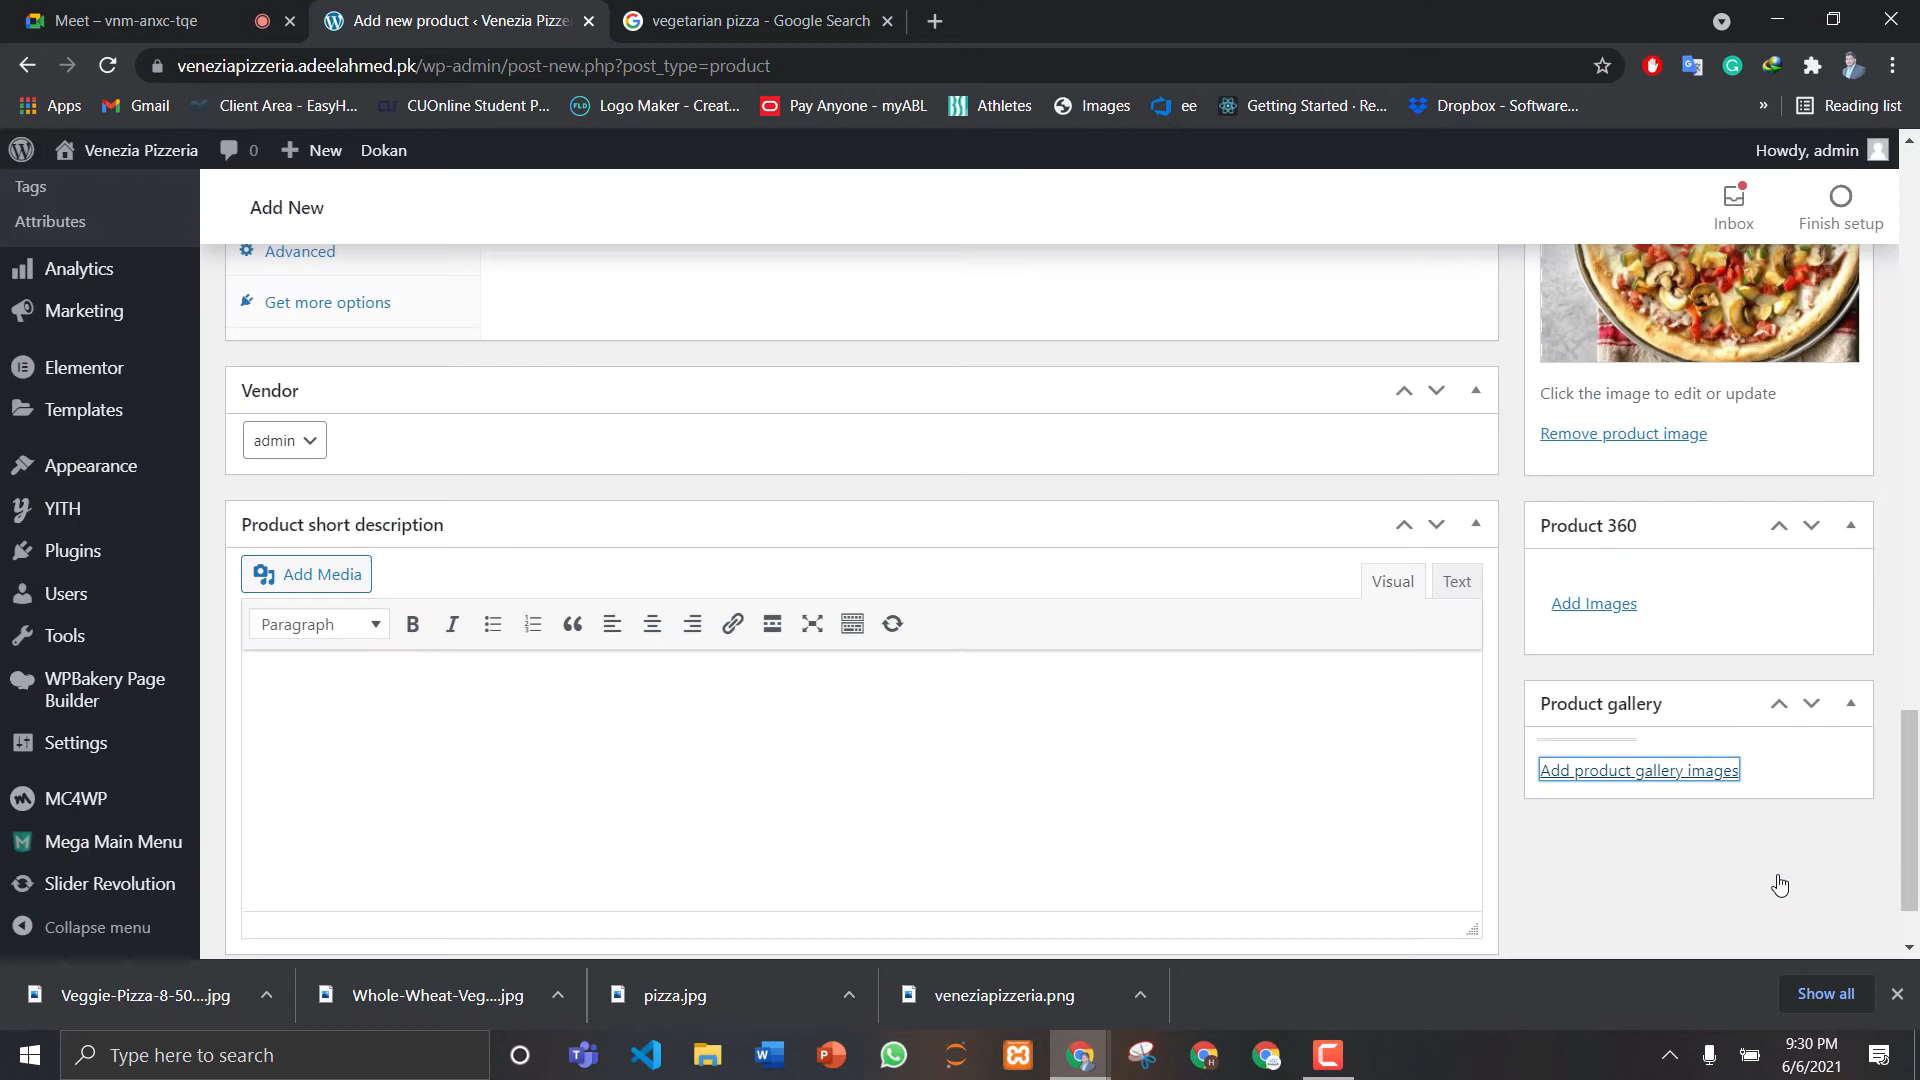 Meet – vnm-anxc-tqe
Add new product ‹ Venezia Pizze
vegetarian pizza - Google Search
veneziapizzeria.adeelahmed.pk/wp-admin/post-new.php?post_type=product
Apps
Gmail
Client Area - EasyH...
CUOnline Student P...
Logo Maker - Creat...
Pay Anyone - myABL
Athletes
Images
ee
Getting Started · Re...
Dropbox - Software...
»
Reading list
Venezia Pizzeria
0
New
Dokan
Howdy, admin
Tags
Attributes
Analytics
Marketing
Elementor
Templates
Appearance
YITH
Plugins
Users
Tools
WPBakery Page
Builder
Settings
MC4WP
Mega Main Menu
Slider Revolution
Collapse menu
Add New
Inbox
Finish setup
Advanced
Get more options
Vendor
admin
Product short description
Add Media
Visual
Text
Paragraph
Click the image to edit or update
Remove product image
Product 360
Add Images
Product gallery
Add product gallery images
Veggie-Pizza-8-50....jpg
Whole-Wheat-Veg....jpg
pizza.jpg
veneziapizzeria.png
Show all
Type here to search
9:30 PM
6/6/2021